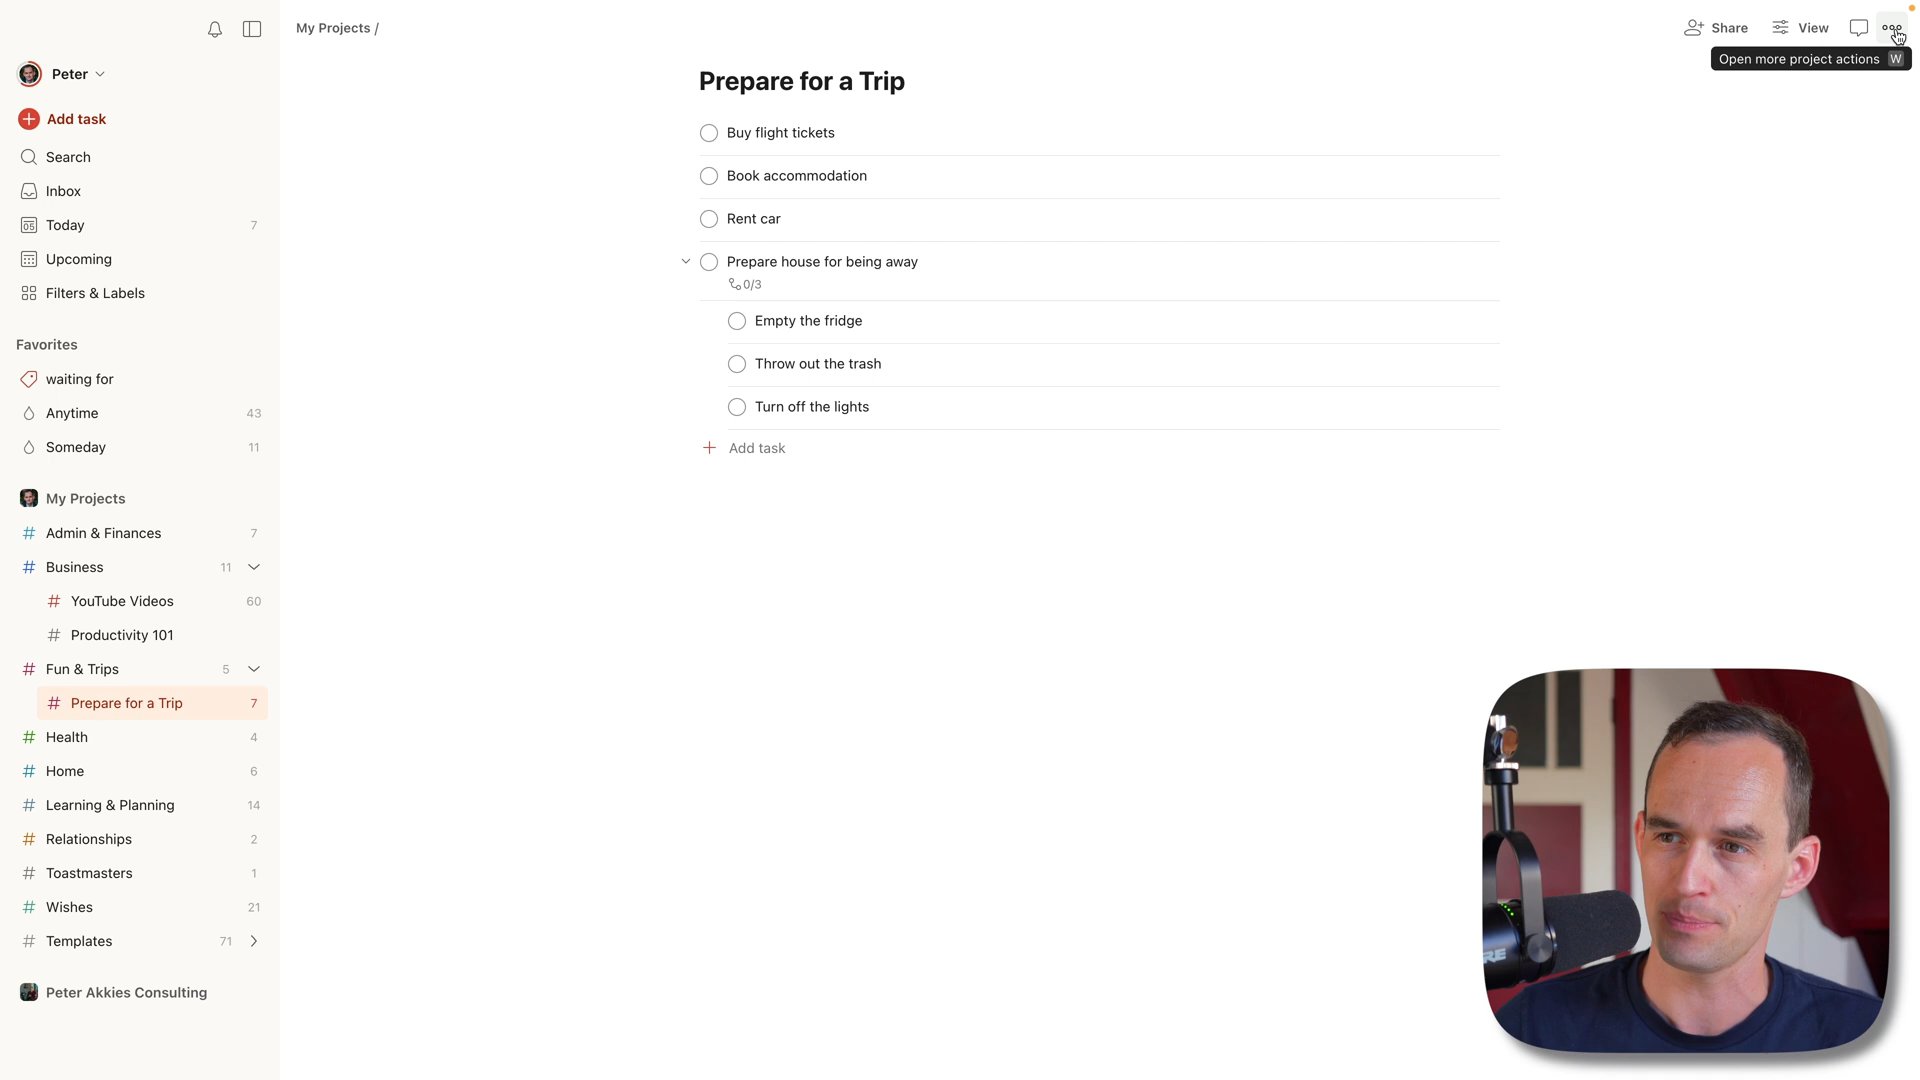 My Projects /
Share
View
Open more project actions W
Peter
Add task
Search
Inbox
05 Today 7
Upcoming
Filters & Labels
Favorites
waiting for
Anytime 43
Someday 11
My Projects
# Admin & Finances 7
# Business 11
# YouTube Videos 60
# Productivity 101
# Fun & Trips 5
# Prepare for a Trip 7
# Health 4
# Home 6
# Learning & Planning 14
# Relationships 2
# Toastmasters 1
# Wishes 21
# Templates 71
Peter Akkies Consulting
Prepare for a Trip
Buy flight tickets
Book accommodation
Rent car
Prepare house for being away
0/3
Empty the fridge
Throw out the trash
Turn off the lights
+ Add task